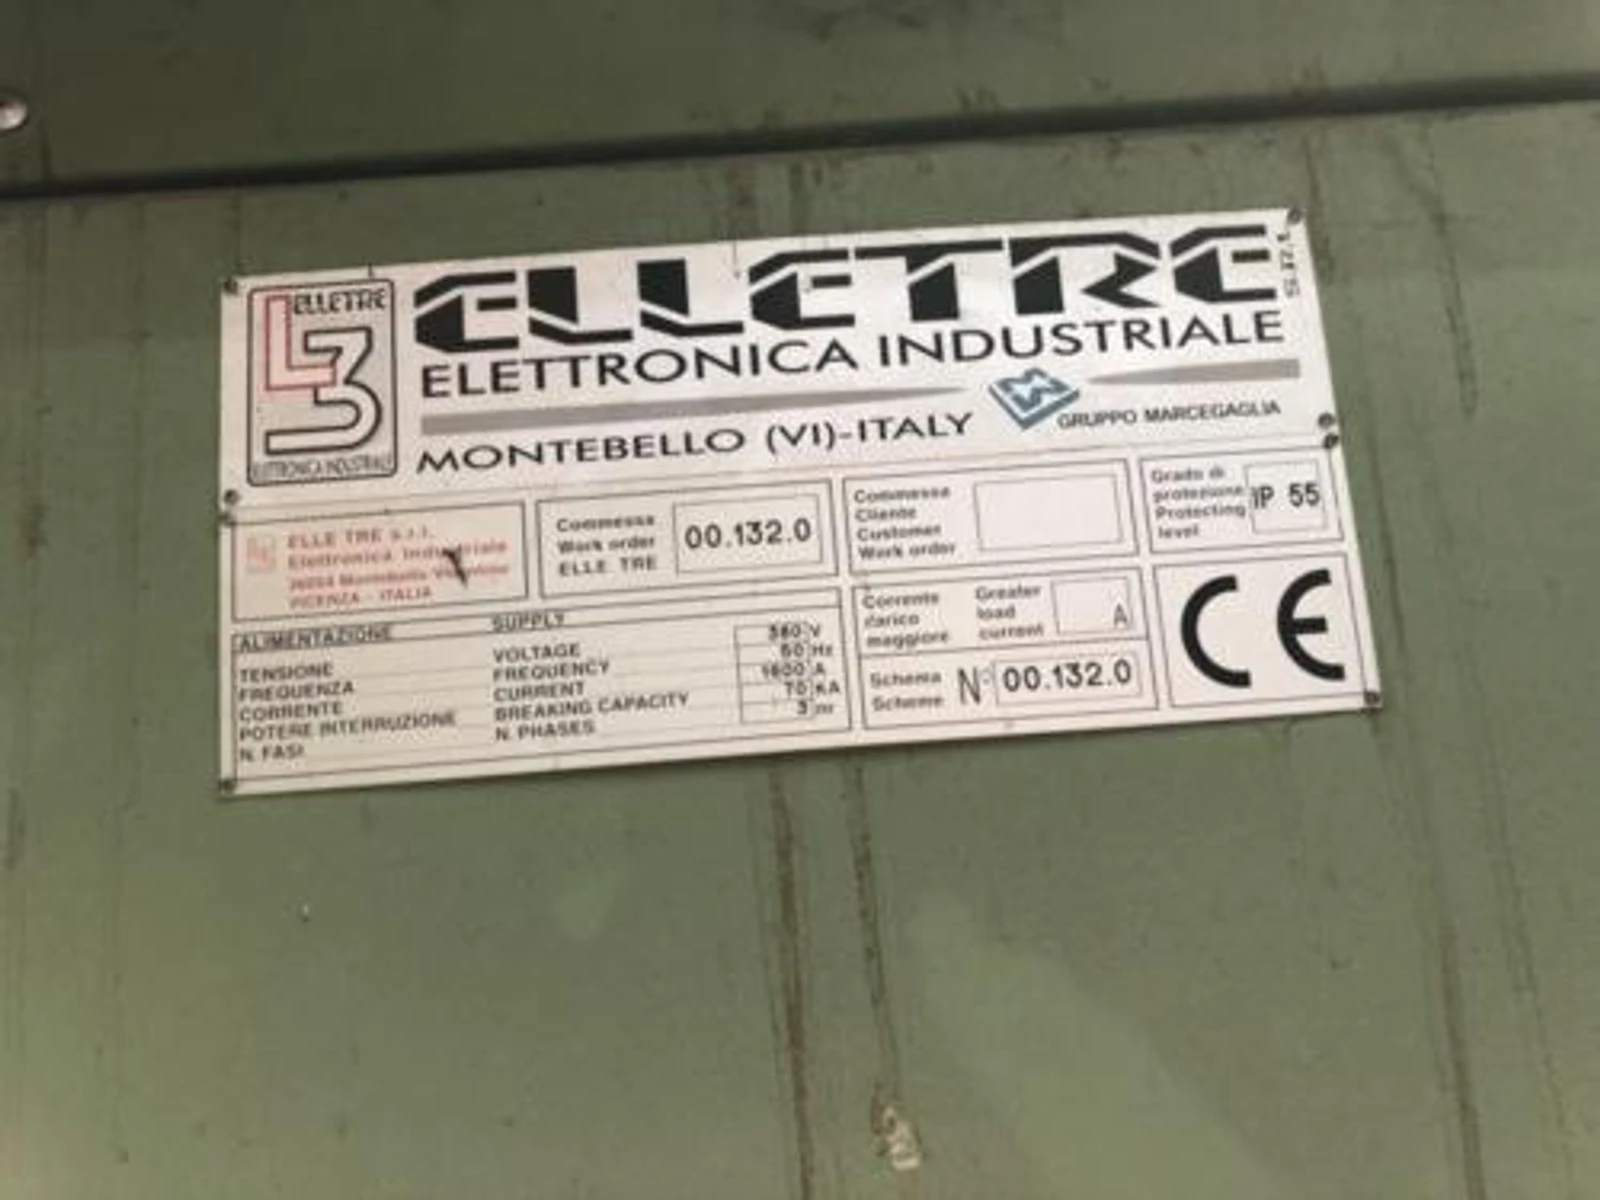 ELLETRE
L3
ELETTRONICA INDUSTRIALE
ELLETRE S.r.l.
ELETTRONICA INDUSTRIALE
MONTEBELLO (VI)-ITALY
GRUPPO MARCEGAGLIA
ELLE TRE s.r.l.
Elettronica Industriale
Montebello
VICENZA - ITALIA
Commessa
Work order
ELLE TRE
00.132.0
Commessa
Cliente
Customer
Work order
Grado di
protezione
Protecting
level
IP 55
ALIMENTAZIONE SUPPLY
TENSIONE VOLTAGE 380 V
FREQUENZA FREQUENCY Hz
CORRENTE CURRENT 1600 A
POTERE INTERRUZIONE BREAKING CAPACITY 70 KA
N. FASI N. PHASES 3
Corrente
carico
maggiore
Greater
load
current
A
Schema
Scheme
N° 00.132.0
CE